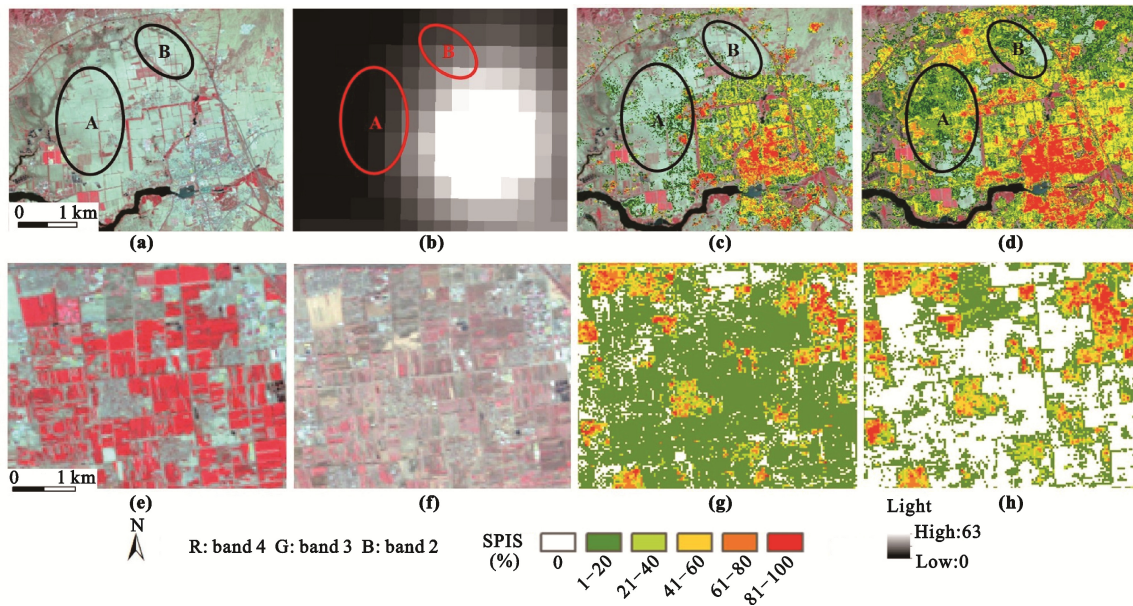 A B
A B
A B
A B
0 1 km
(a) (b) (c) (d)
0 1 km
(e) (f) (g) (h)
N
R: band 4 G: band 3 B: band 2
SPIS
(%)
0
1-20
21-40
41-60
61-80
81-100
Light
High:63
Low:0